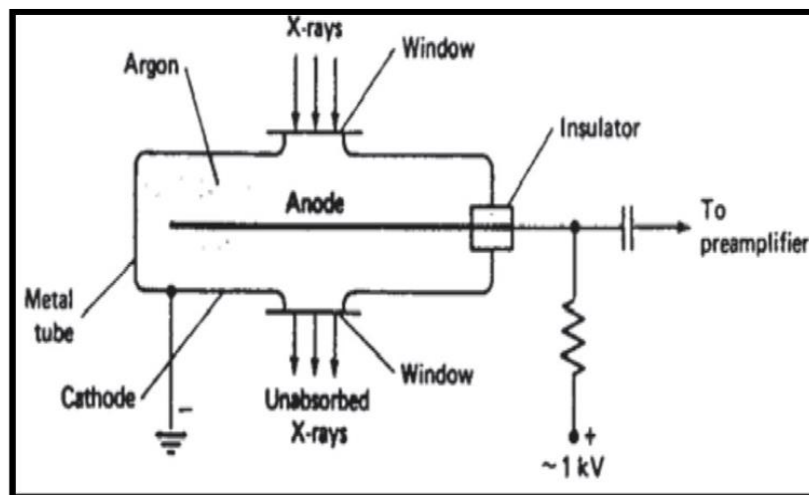 X-rays
Window
Argon
Insulator
Anode
To
preamplifier
Metal
tube
Cathode
−
Unabsorbed
X-rays
Window
+
~ 1 kV